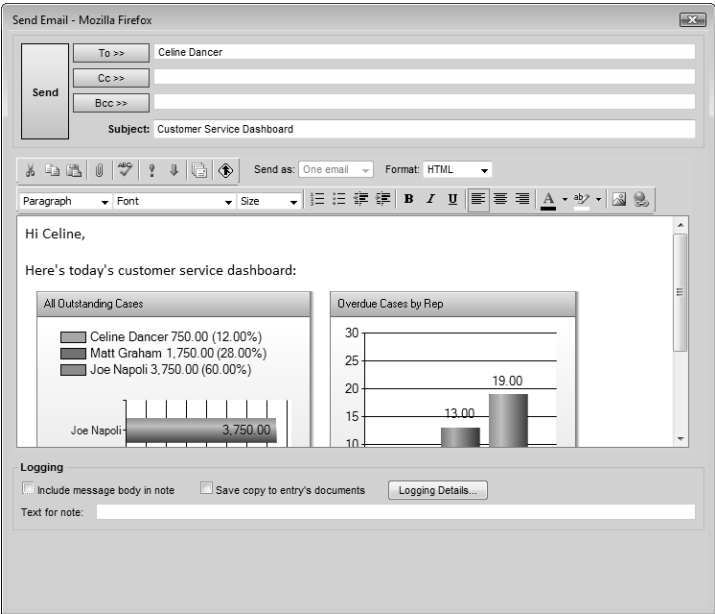 Send Email - Mozilla Firefox
Send
To >>
Celine Dancer
Cc >>
Bcc >>
Subject: Customer Service Dashboard
ABC
Send as: One email
Format: HTML
Paragraph
Font
Size
B I U
A
ab
Hi Celine,
Here's today's customer service dashboard:
All Outstanding Cases
Celine Dancer 750.00 (12.00%)
Matt Graham 1,750.00 (28.00%)
Joe Napoli 3,750.00 (60.00%)
Joe Napoli
3,750.00
Overdue Cases by Rep
30
25
20
15
10
13.00
19.00
Logging
Include message body in note
Save copy to entry's documents
Logging Details...
Text for note: